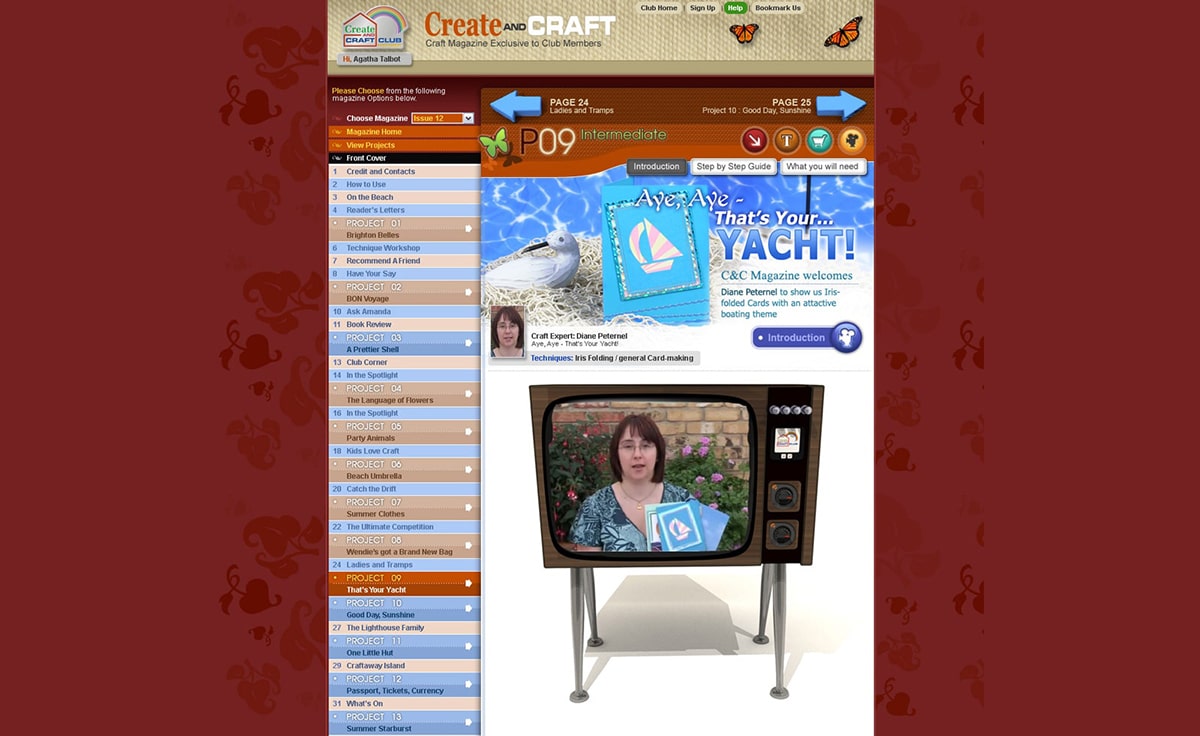 Club Home | Sign Up | Help | Bookmark Us
Create
AND
CRAFT CLUB
Create AND CRAFT
Craft Magazine Exclusive to Club Members
Hi, Agatha Talbot
Please Choose from the following
magazine Options below.
Choose Magazine Issue 12
Magazine Home
View Projects
Front Cover
1 Credit and Contacts
2 How to Use
3 On the Beach
4 Reader's Letters
PROJECT 01
Brighton Belles
6 Technique Workshop
7 Recommend A Friend
8 Have Your Say
PROJECT 02
BON Voyage
10 Ask Amanda
11 Book Review
PROJECT 03
A Prettier Shell
13 Club Corner
14 In the Spotlight
PROJECT 04
The Language of Flowers
16 In the Spotlight
PROJECT 05
Party Animals
18 Kids Love Craft
PROJECT 06
Beach Umbrella
20 Catch the Drift
PROJECT 07
Summer Clothes
22 The Ultimate Competition
PROJECT 08
Wendie's got a Brand New Bag
24 Ladies and Tramps
PROJECT 09
That's Your Yacht
PROJECT 10
Good Day, Sunshine
27 The Lighthouse Family
PROJECT 11
One Little Hut
29 Craftaway Island
PROJECT 12
Passport, Tickets, Currency
31 What's On
PROJECT 13
Summer Starburst
PAGE 24
Ladies and Tramps
PAGE 25
Project 10 : Good Day, Sunshine
P09 Intermediate
T
Introduction
Step by Step Guide
What you will need
Aye, Aye -
That's Your...
YACHT!
C&C Magazine welcomes
Diane Peternel to show us Iris-
folded Cards with an attactive
boating theme
Introduction
Craft Expert: Diane Peternel
Aye, Aye - That's Your Yacht!
Techniques: Iris Folding / general Card-making